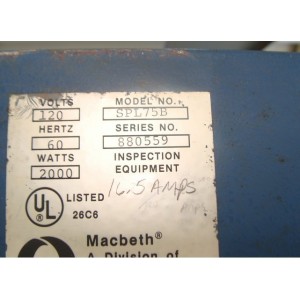 VOLTS MODEL NO.
120 SPL75B
HERTZ SERIES NO.
60 880559
WATTS INSPECTION
2000 EQUIPMENT
16.5 AMPS
UL LISTED
26C6
Macbeth®
A Division of